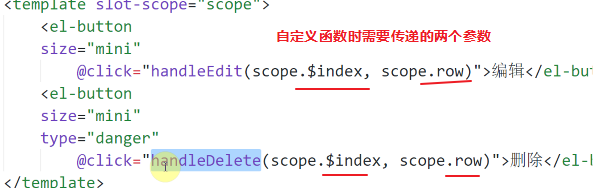 <template slot-scope="scope">
<el-button
size="mini"
自定义函数时需要传递的两个参数
@click="handleEdit(scope.$index, scope.row)">编辑</el-but
<el-button
size="mini"
type="danger"
@click="handleDelete(scope.$index, scope.row)">删除</el-b
</template>